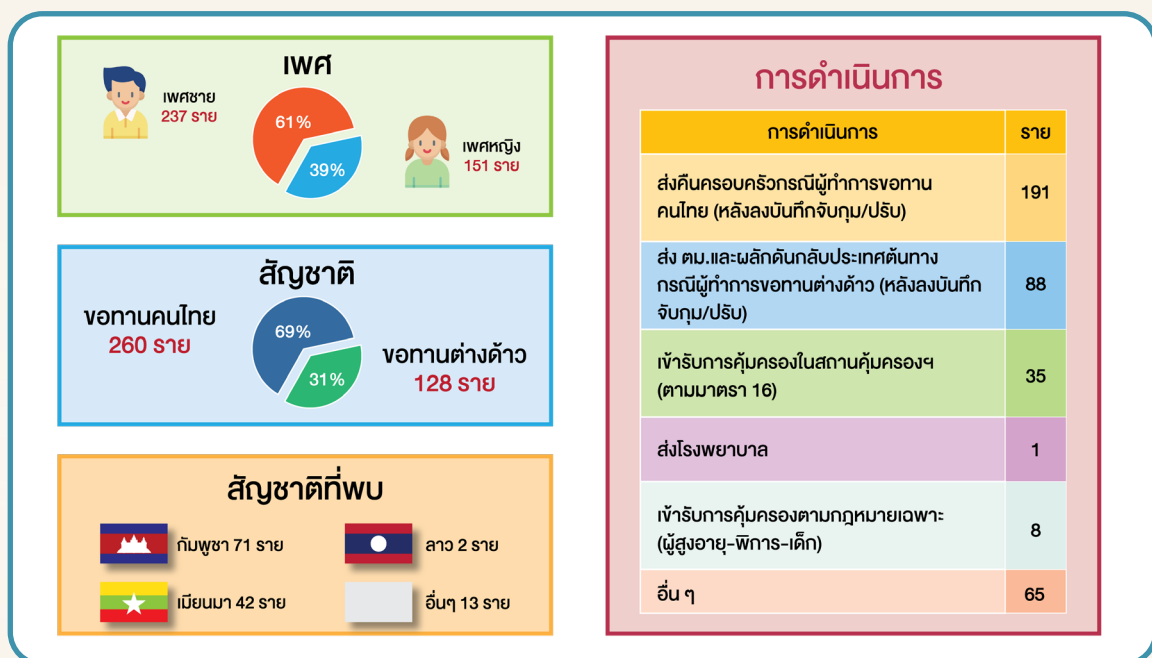 เพศ
เพศชาย
237 ราย
61%
39%
เพศหญิง
151 ราย
สัญชาติ
ขอทานคนไทย
260 ราย
69%
31%
ขอทานต่างด้าว
128 ราย
สัญชาติที่พบ
กัมพูชา 71 ราย
ลาว 2 ราย
เมียนมา 42 ราย
อื่นๆ 13 ราย
การดำเนินการ
การดำเนินการ ราย
ส่งคืนครอบครัวกรณีผู้ทำการขอทาน
คนไทย (หลังลงบันทึกจับกุม/ปรับ)
191
ส่ง ตม.และผลักดันกลับประเทศต้นทาง
กรณีผู้ทำการขอทานต่างด้าว (หลังลงบันทึก
จับกุม/ปรับ)
88
เข้ารับการคุ้มครองในสถานคุ้มครองฯ
(ตามมาตรา 16)
35
ส่งโรงพยาบาล 1
เข้ารับการคุ้มครองตามกฎหมายเฉพาะ
(ผู้สูงอายุ-พิการ-เด็ก)
8
อื่น ๆ 65